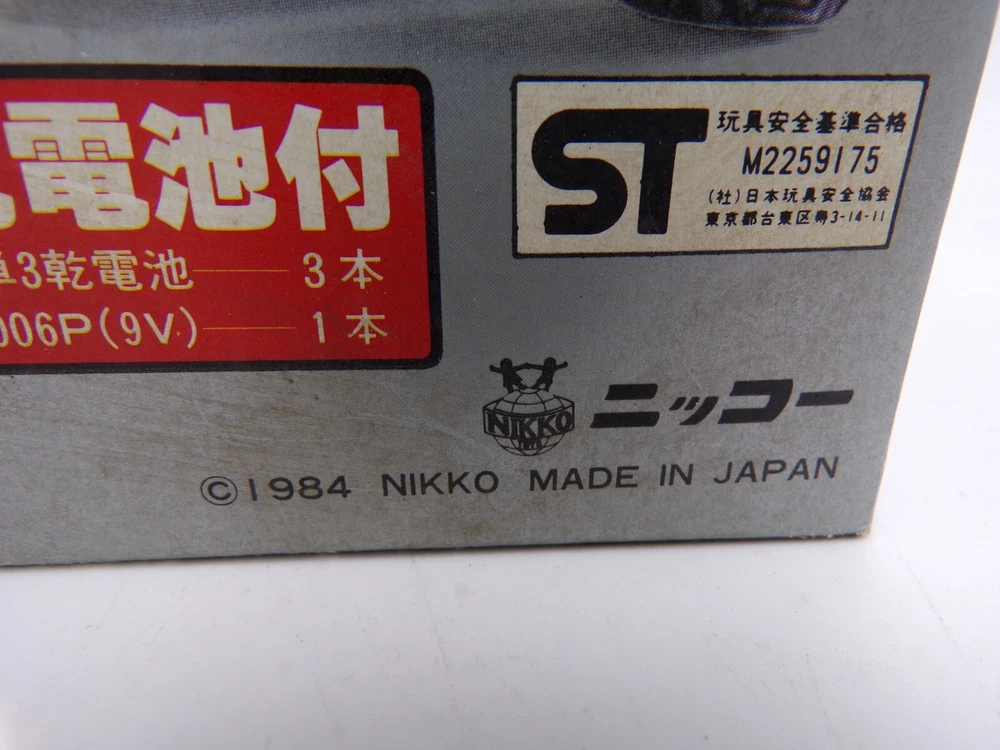 電池付
単3乾電池 3本
006P(9V) 1本
ST
玩具安全基準合格
M2259175
(社)日本玩具安全協会
東京都台東区寿3-14-11
NIKKO
ニッコー
©1984 NIKKO MADE IN JAPAN